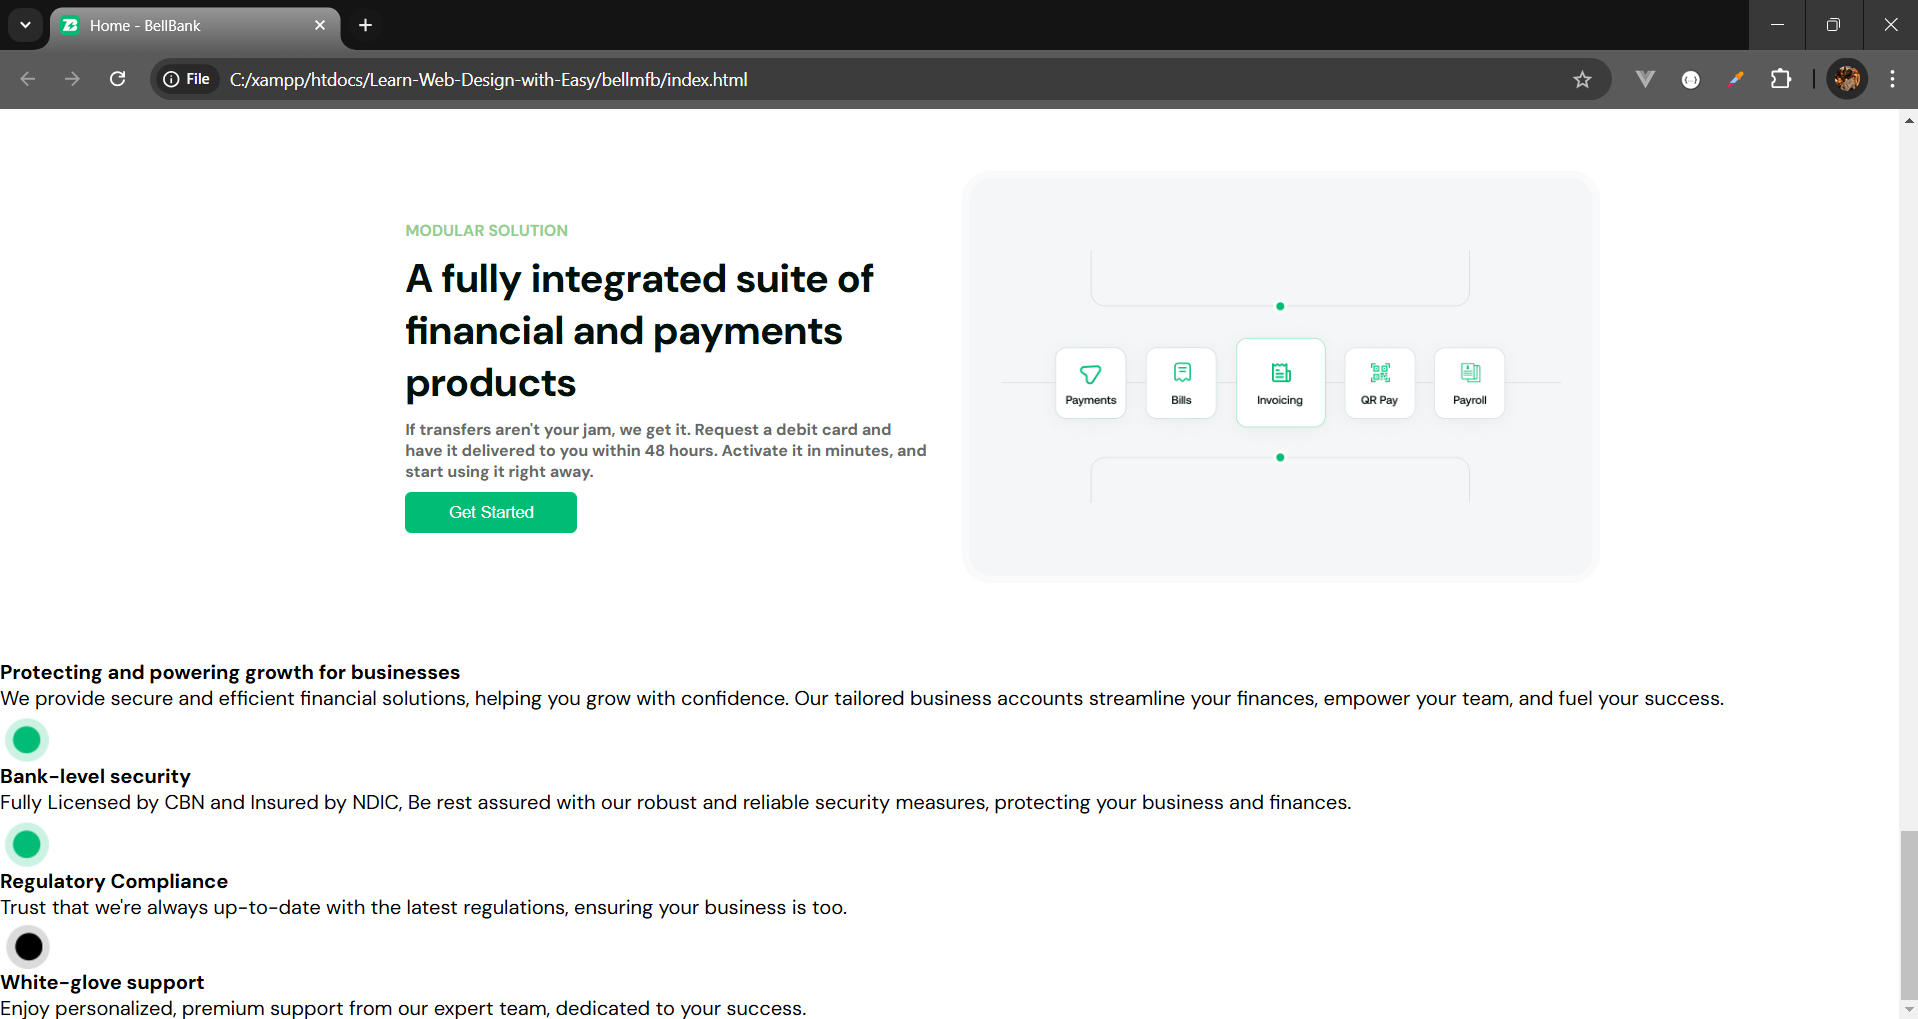 Home - BellBank
File
C:/xampp/htdocs/Learn-Web-Design-with-Easy/bellmfb/index.html
MODULAR SOLUTION
A fully integrated suite of
financial and payments
products
If transfers aren't your jam, we get it. Request a debit card and
have it delivered to you within 48 hours. Activate it in minutes, and
start using it right away.
Get Started
Payments
Bills
Invoicing
QR Pay
Payroll
Protecting and powering growth for businesses
We provide secure and efficient financial solutions, helping you grow with confidence. Our tailored business accounts streamline your finances, empower your team, and fuel your success.
Bank-level security
Fully Licensed by CBN and Insured by NDIC, Be rest assured with our robust and reliable security measures, protecting your business and finances.
Regulatory Compliance
Trust that we're always up-to-date with the latest regulations, ensuring your business is too.
White-glove support
Enjoy personalized, premium support from our expert team, dedicated to your success.